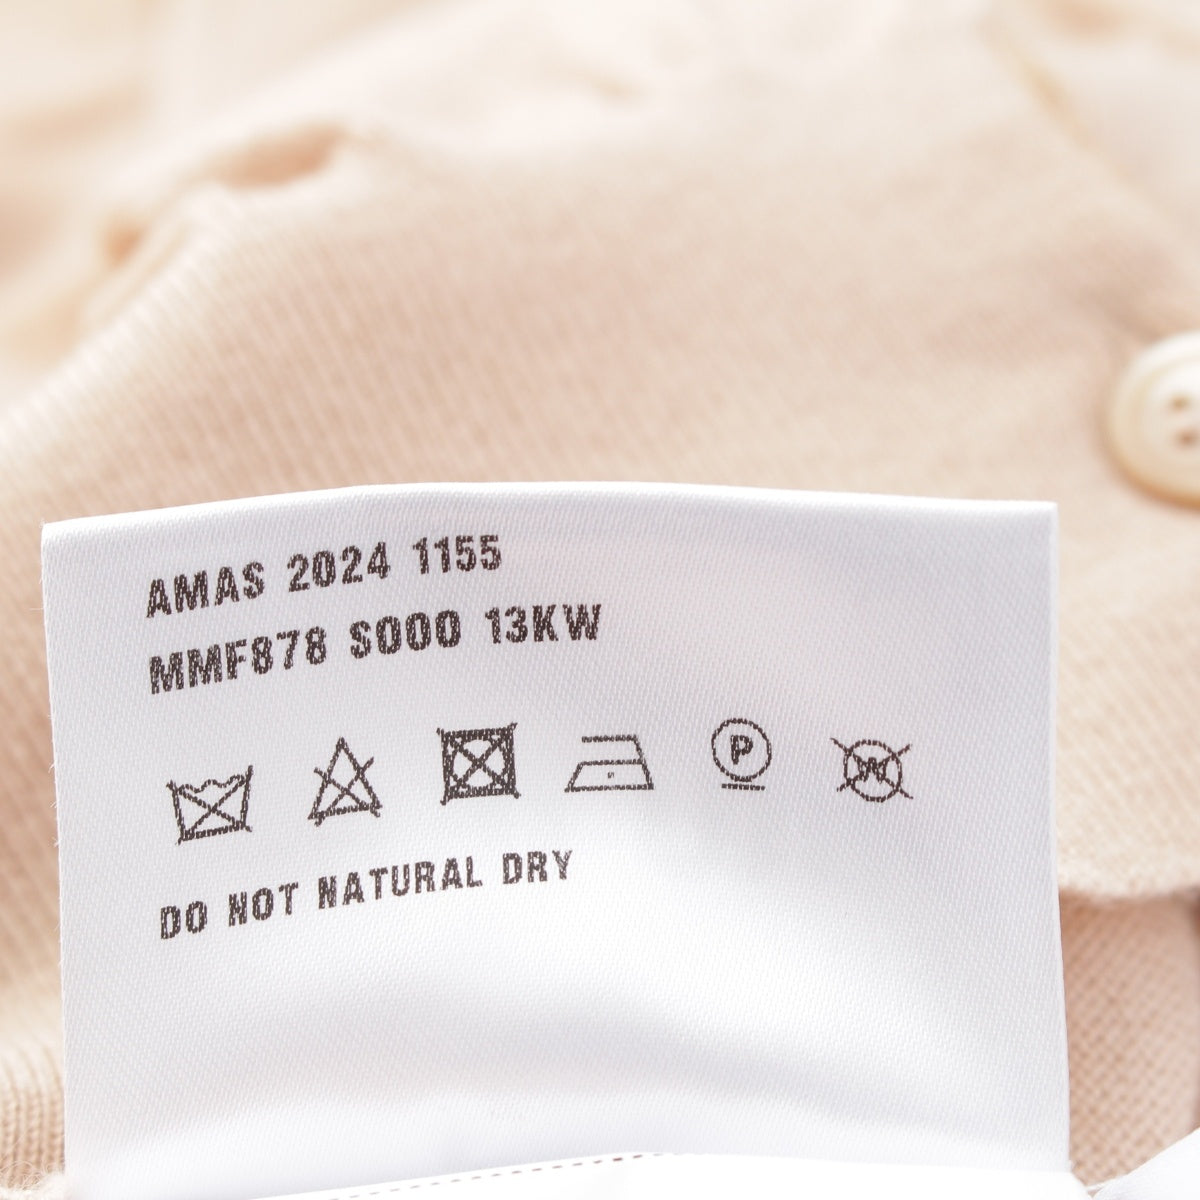 AMAS 2024 1155
MMF878 S000 13KW
P W
DO NOT NATURAL DRY